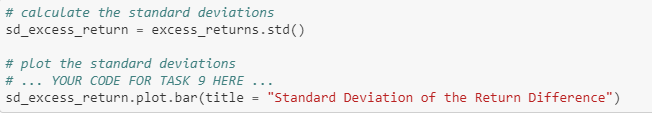 # calculate the standard deviations
sd_excess_return = excess_returns.std()
# plot the standard deviations
# ... YOUR CODE FOR TASK 9 HERE ...
sd_excess_return.plot.bar(title = "Standard Deviation of the Return Difference")